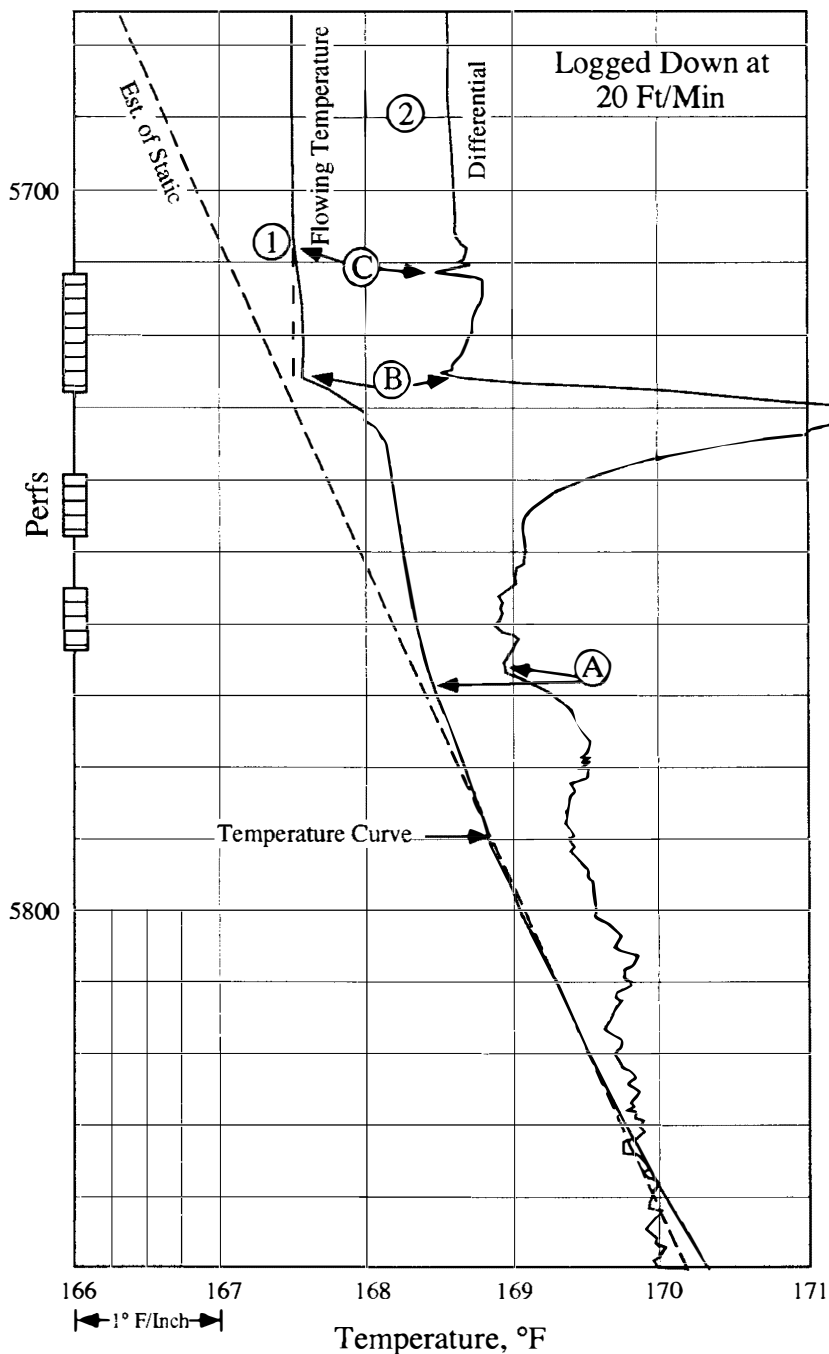 Logged Down at
20 Ft/Min
Est. of Static
Flowing Temperature
Differential
2
5700
1
C
B
Perfs
A
Temperature Curve
5800
166 167 168 169 170 171
1° F/Inch
Temperature, °F